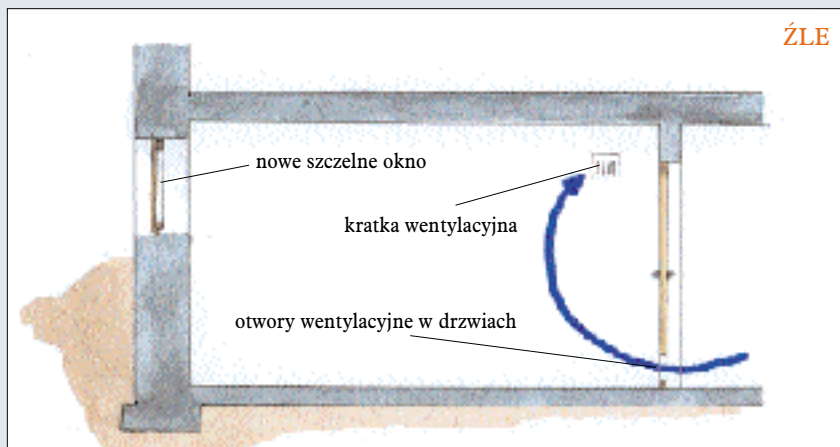 ŹLE
nowe szczelne okno
kratka wentylacyjna
otwory wentylacyjne w drzwiach